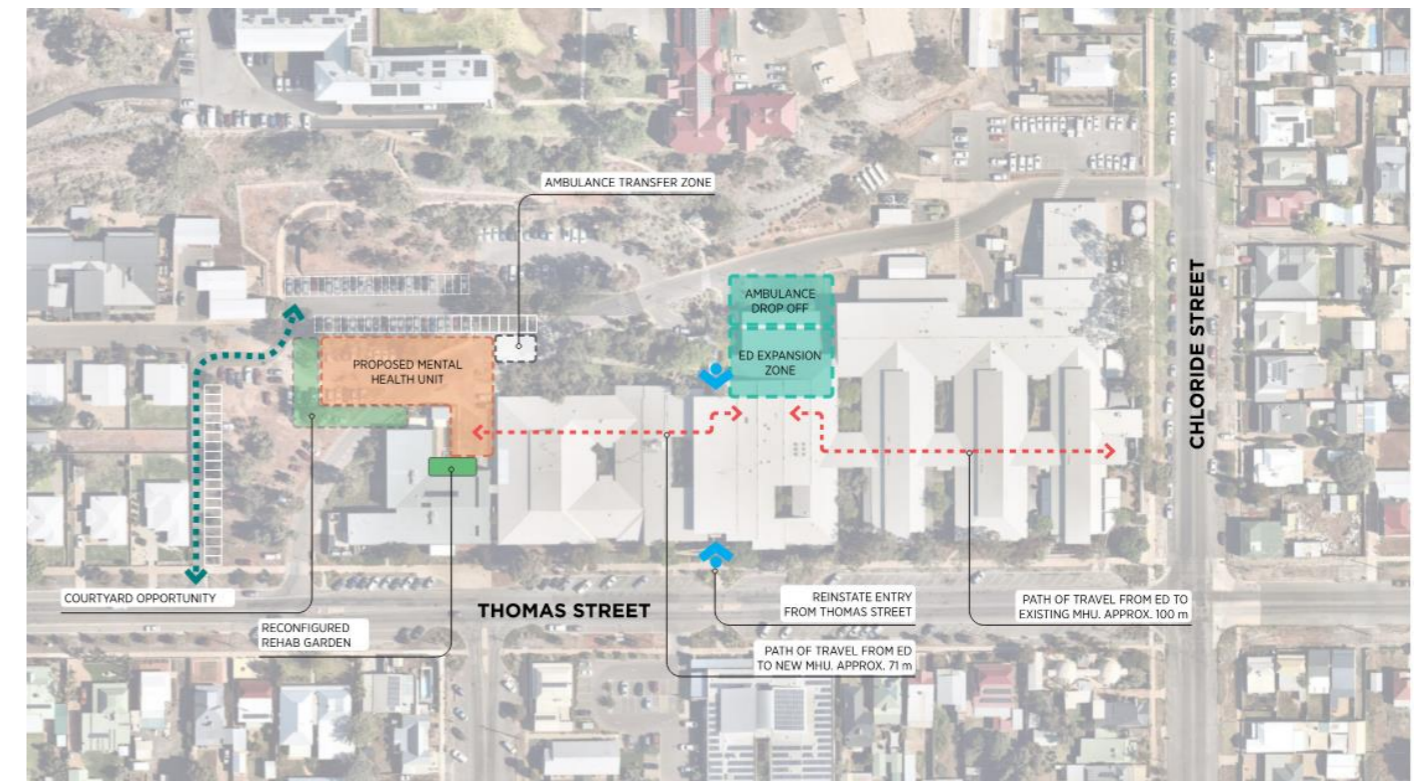 AMBULANCE TRANSFER ZONE
AMBULANCE
DROP OFF
ED EXPANSION
ZONE
PROPOSED MENTAL
HEALTH UNIT
CHLORIDE STREET
COURTYARD OPPORTUNITY
THOMAS STREET
RECONFIGURED
REHAB GARDEN
REINSTATE ENTRY
FROM THOMAS STREET
PATH OF TRAVEL FROM ED TO
EXISTING MHU. APPROX. 100 m
PATH OF TRAVEL FROM ED
TO NEW MHU. APPROX. 71 m